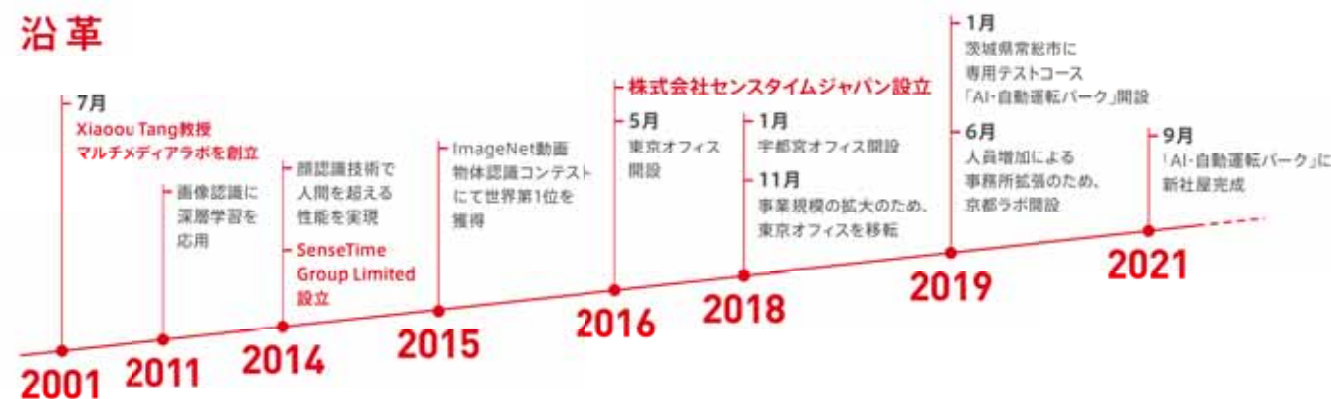 沿革
7月
Xiaoou Tang教授
マルチメディアラボを創立
2001
画像認識に
深層学習を
応用
2011
顔認識技術で
人間を超える
性能を実現
SenseTime
Group Limited
設立
2014
ImageNet動画
物体認識コンテスト
にて世界第1位を
獲得
2015
株式会社センスタイムジャパン設立
5月
東京オフィス
開設
2016
1月
宇都宮オフィス開設
11月
事業規模の拡大のため、
東京オフィスを移転
2018
1月
茨城県常総市に
専用テストコース
「AI・自動運転パーク」開設
6月
人員増加による
事務所拡張のため、
京都ラボ開設
2019
9月
「AI・自動運転パーク」に
新社屋完成
2021